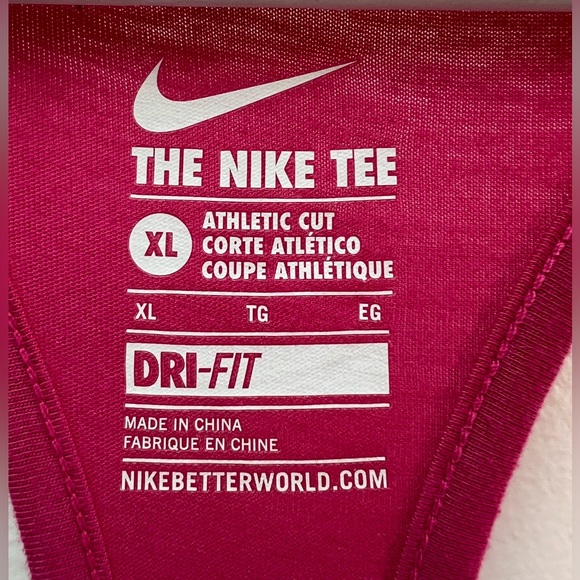 THE NIKE TEE
XL
ATHLETIC CUT
CORTE ATLÉTICO
COUPE ATHLÉTIQUE
XL TG EG
DRI-FIT
MADE IN CHINA
FABRIQUE EN CHINE
NIKEBETTERWORLD.COM